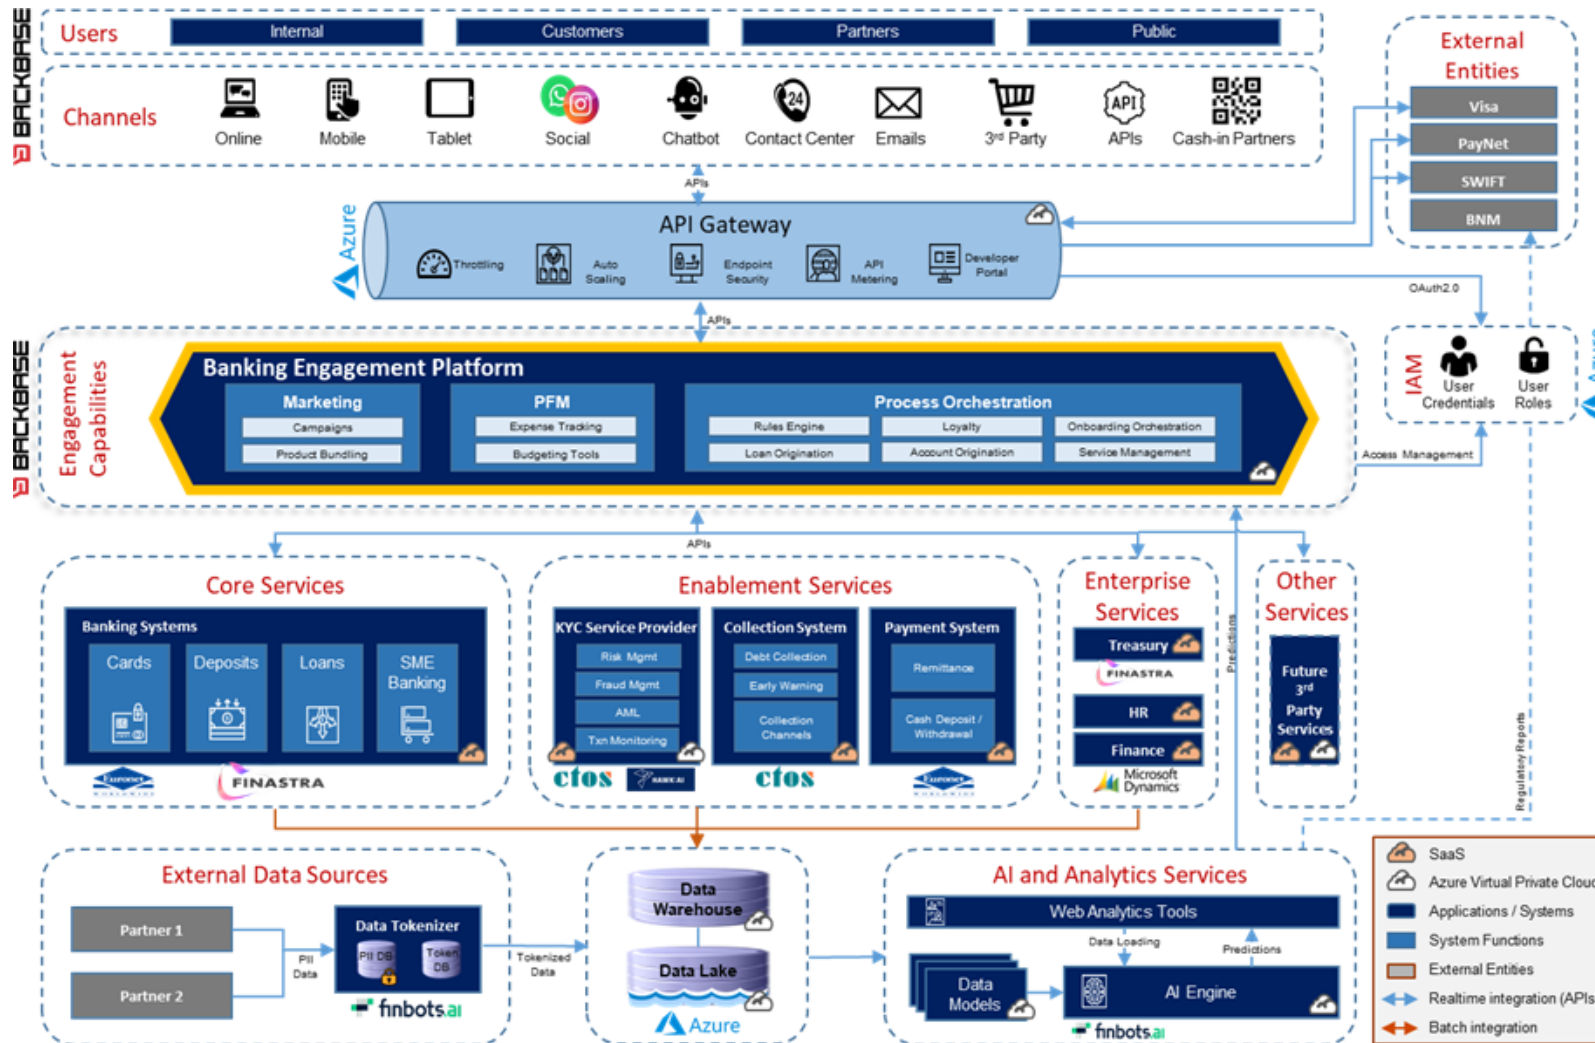 BACKBASE
Users
Internal
Customers
Partners
Public
Channels
Online
Mobile
Tablet
Social
Chatbot
24
Contact Center
Emails
3rd Party
API
APIs
Cash-in Partners
External
Entities
Visa
PayNet
SWIFT
BNM
APIs
Azure
API Gateway
Throttling
Auto
Scaling
Endpoint
Security
API
Metering
Developer
Portal
OAuth2.0
APIs
BACKBASE
Engagement
Capabilities
Banking Engagement Platform
Marketing
Campaigns
Product Bundling
PFM
Expense Tracking
Budgeting Tools
Process Orchestration
Rules Engine
Loyalty
Onboarding Orchestration
Loan Origination
Account Origination
Service Management
IAM
User
Credentials
User
Roles
Azure
Access Management
APIs
Core Services
Banking Systems
Cards
Deposits
Loans
SME
Banking
Euronet
WORLDWIDE
FINASTRA
Enablement Services
KYC Service Provider
Risk Mgmt
Fraud Mgmt
AML
Txn Monitoring
ctos
Collection System
Debt Collection
Early Warning
Collection
Channels
ctos
Payment System
Remittance
Cash Deposit /
Withdrawal
Euronet
WORLDWIDE
Enterprise
Services
Treasury
FINASTRA
HR
Finance
Microsoft
Dynamics
Predictions
Other
Services
Future
3rd
Party
Services
Regulatory Reports
External Data Sources
Partner 1
Partner 2
PII
Data
Data Tokenizer
PII DB
Token
DB
finbots.ai
Tokenized
Data
Data
Warehouse
Data Lake
Azure
AI and Analytics Services
Web Analytics Tools
Data Loading
Predictions
Data
Models
AI Engine
finbots.ai
SaaS
Azure Virtual Private Cloud
Applications / Systems
System Functions
External Entities
Realtime integration (APIs
Batch integration